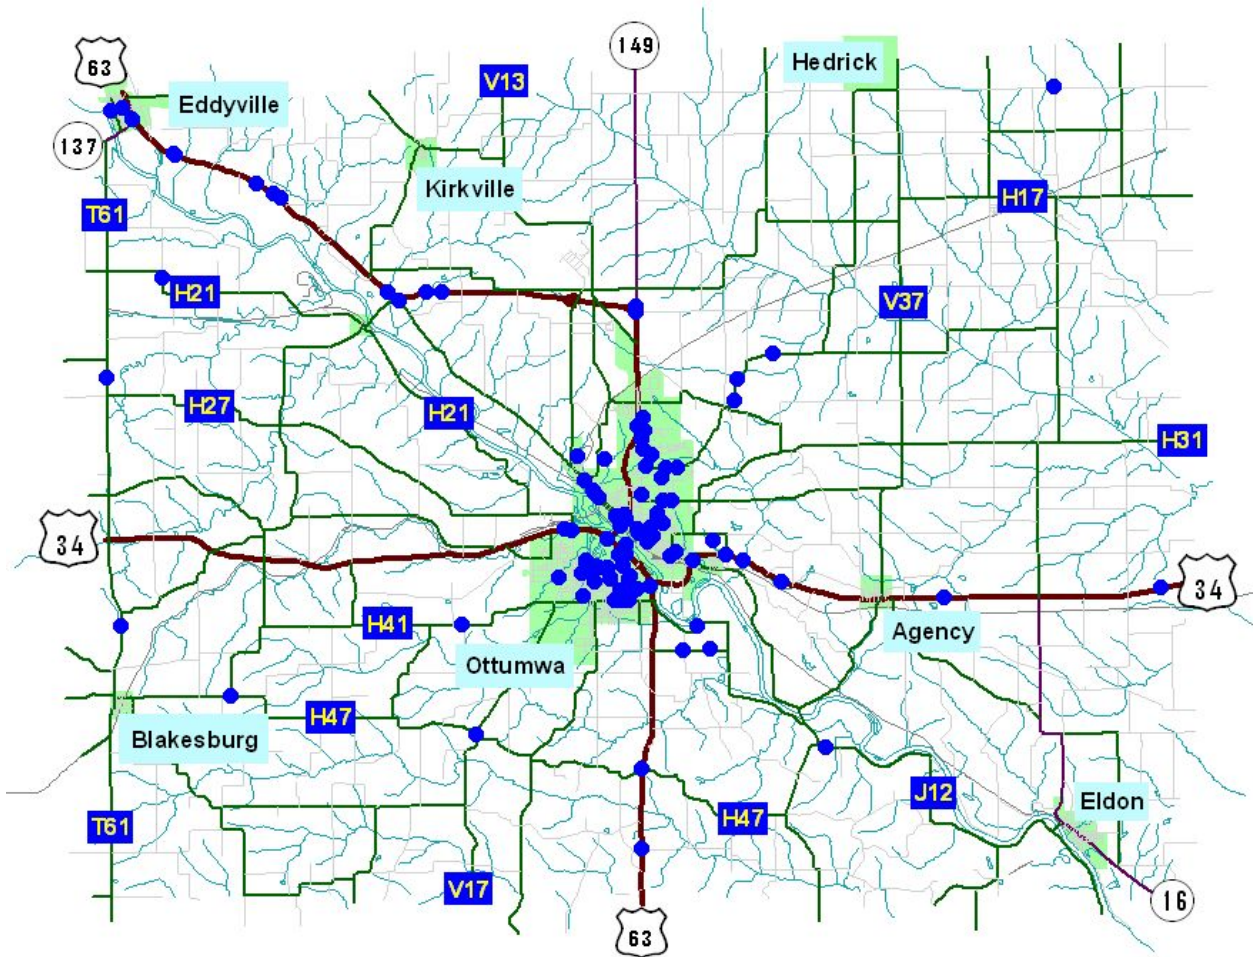 149
63
Hedrick
V13
Eddyville
137
Kirkville
H17
T61
H21
V37
H27
H21
H31
34
34
H41
Agency
Ottumwa
H47
Blakesburg
J12
Eldon
H47
T61
V17
16
63